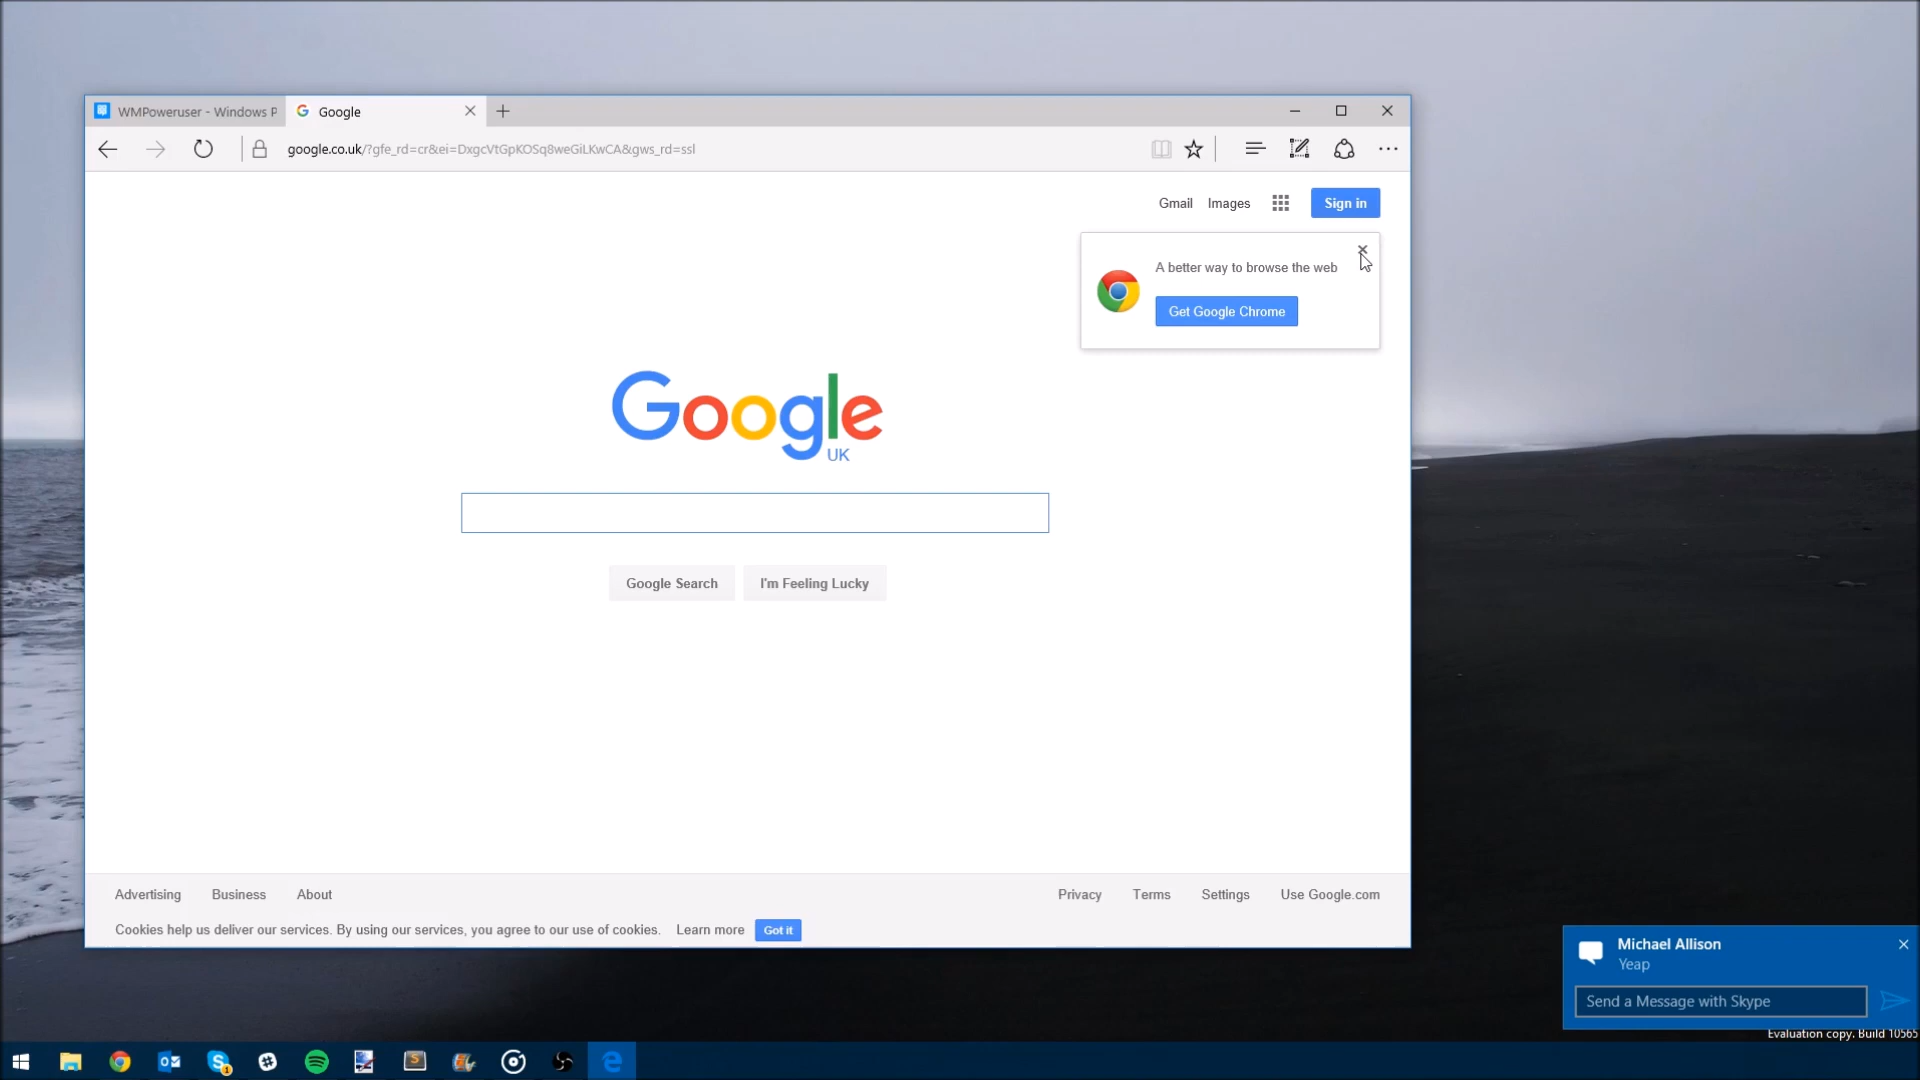 WMPoweruser - Windows P
Google
google.co.uk/?gfe_rd=cr&ei=DxgcVtGpKOSq8weGiLKwCA&gws_rd=ssl
Gmail Images Sign in
A better way to browse the web
Get Google Chrome
Google
UK
Google Search I'm Feeling Lucky
Advertising Business About Privacy Terms Settings Use Google.com
Cookies help us deliver our services. By using our services, you agree to our use of cookies. Learn more Got it
Michael Allison
Yeap
Send a Message with Skype
Evaluation copy. Build 10565